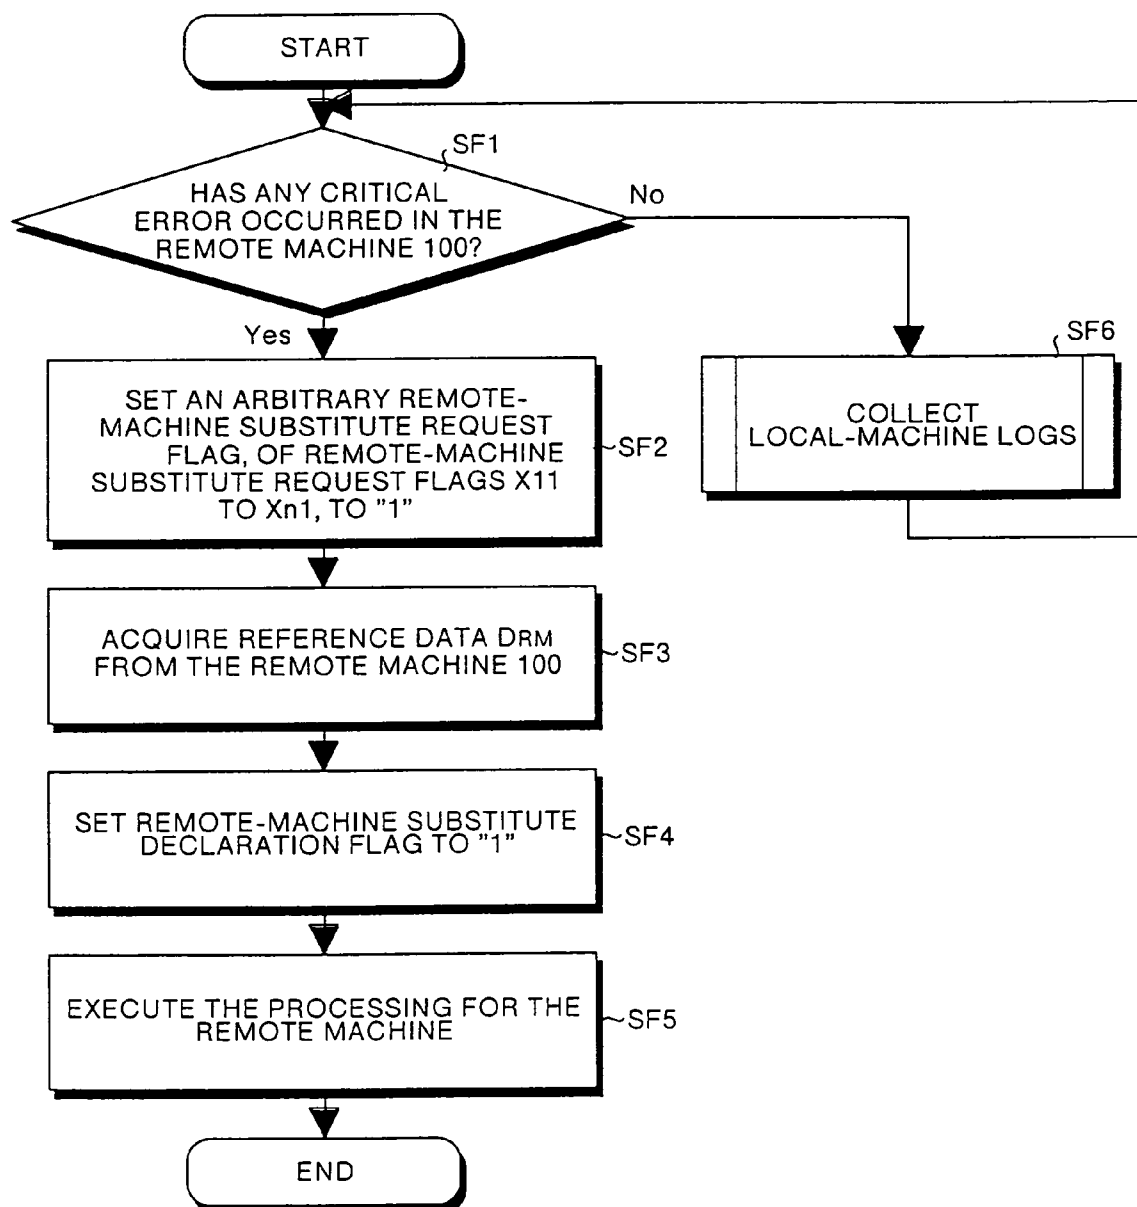 START
SF1
HAS ANY CRITICAL
ERROR OCCURRED IN THE
REMOTE MACHINE 100?
No
Yes
SF6
COLLECT
LOCAL-MACHINE LOGS
SET AN ARBITRARY REMOTE-
MACHINE SUBSTITUTE REQUEST
FLAG, OF REMOTE-MACHINE
SUBSTITUTE REQUEST FLAGS X11
TO Xn1, TO "1"
SF2
ACQUIRE REFERENCE DATA DRM
FROM THE REMOTE MACHINE 100
SF3
SET REMOTE-MACHINE SUBSTITUTE
DECLARATION FLAG TO "1"
SF4
EXECUTE THE PROCESSING FOR THE
REMOTE MACHINE
SF5
END